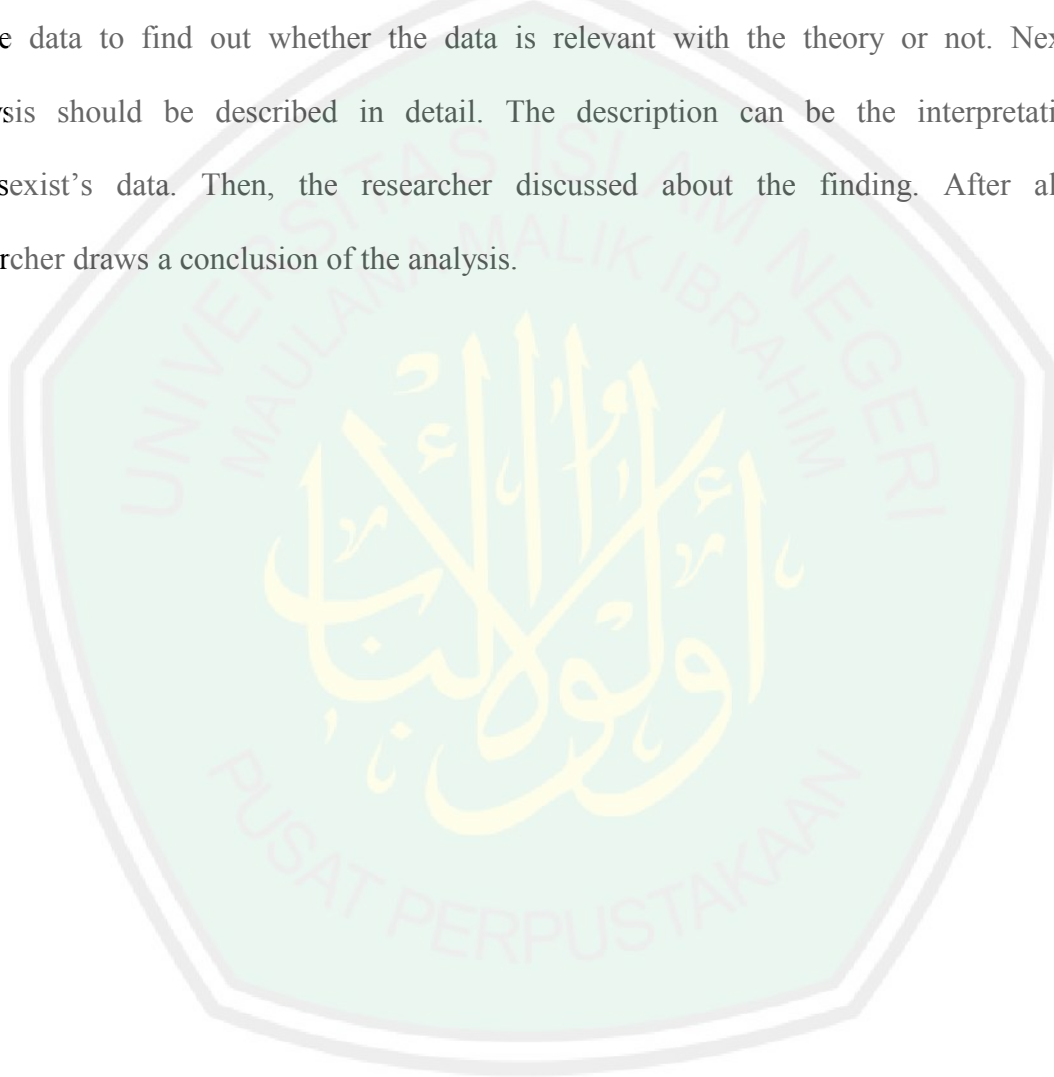 e data to find out whether the data is relevant with the theory or not. Nex
sis should be described in detail. The description can be the interpretati
sexist’s data. Then, the researcher discussed about the finding. After al
rcher draws a conclusion of the analysis.
UNIVERSITAS ISLAM NEGERI
MAULANA MALIK IBRAHIM
أولوا الألباب
PUSAT PERPUSTAKAAN